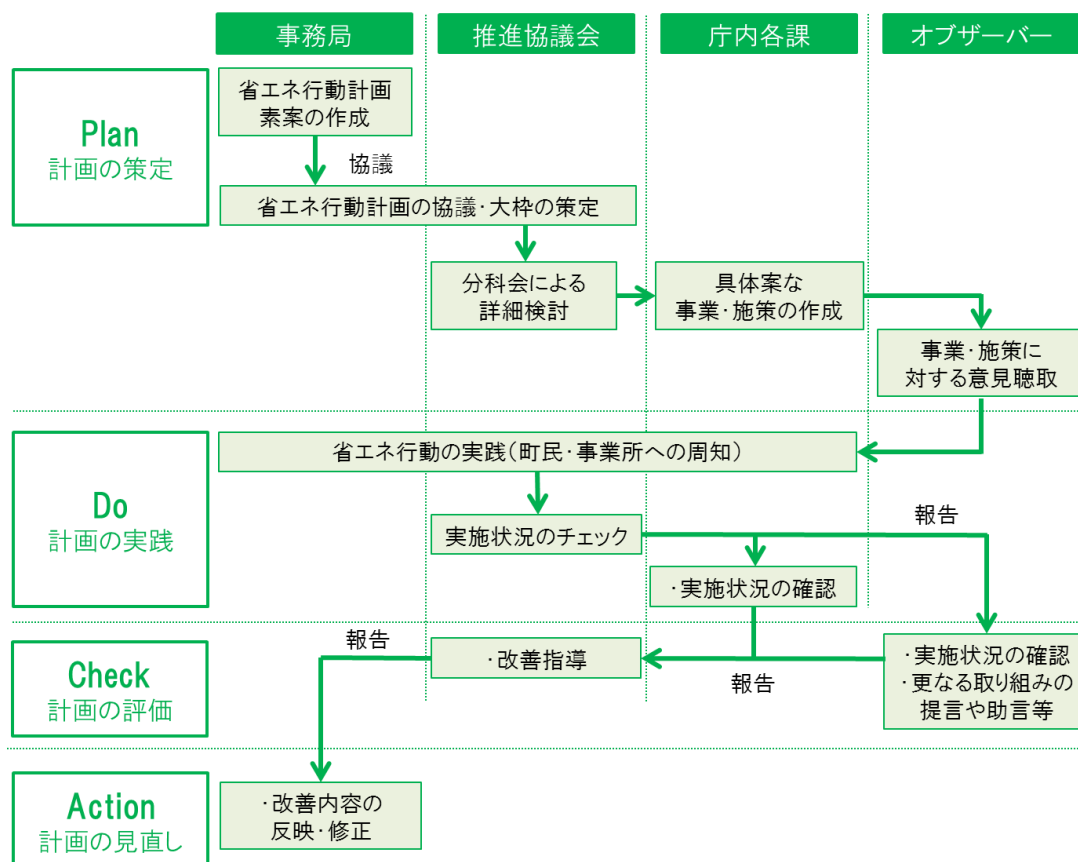 事務局
推進協議会
庁内各課
オブザーバー
Plan
計画の策定
省エネ行動計画
素案の作成
協議
省エネ行動計画の協議・大枠の策定
分科会による
詳細検討
具体案な
事業・施策の作成
事業・施策に
対する意見聴取
Do
計画の実践
省エネ行動の実践(町民・事業所への周知)
実施状況のチェック
報告
・実施状況の確認
Check
計画の評価
報告
・改善指導
報告
・実施状況の確認
・更なる取り組みの
提言や助言等
Action
計画の見直し
・改善内容の
反映・修正